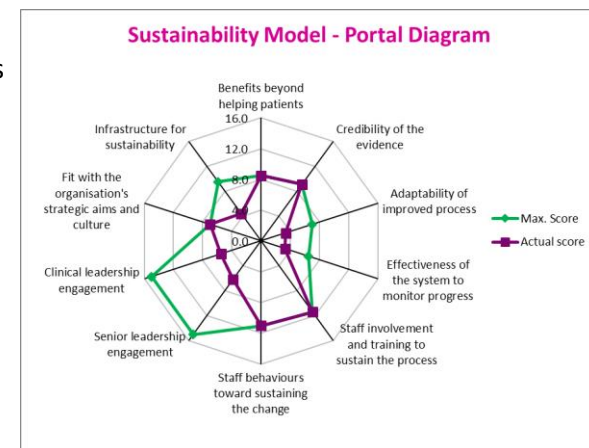 s
Sustainability Model - Portal Diagram
Benefits beyond
helping patients
16.0
12.0
8.0
4.0
0.0
Credibility of the
evidence
Adaptability of
improved process
Effectiveness of
the system to
monitor progress
Staff involvement
and training to
sustain the process
Staff behaviours
toward sustaining
the change
Senior leadership
engagement
Clinical leadership
engagement
Fit with the
organisation's
strategic aims and
culture
Infrastructure for
sustainability
Max. Score
Actual score